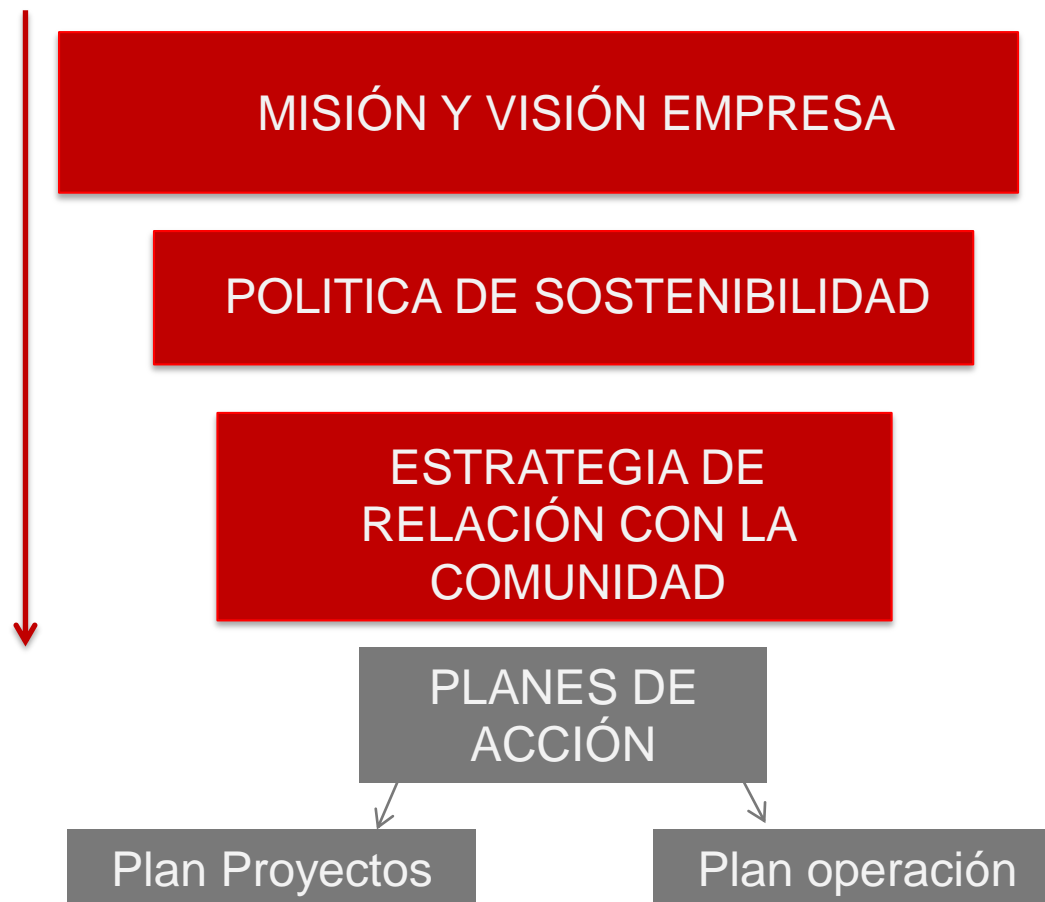 MISIÓN Y VISIÓN EMPRESA
POLITICA DE SOSTENIBILIDAD
ESTRATEGIA DE
RELACIÓN CON LA
COMUNIDAD
PLANES DE
ACCIÓN
Plan Proyectos
Plan operación